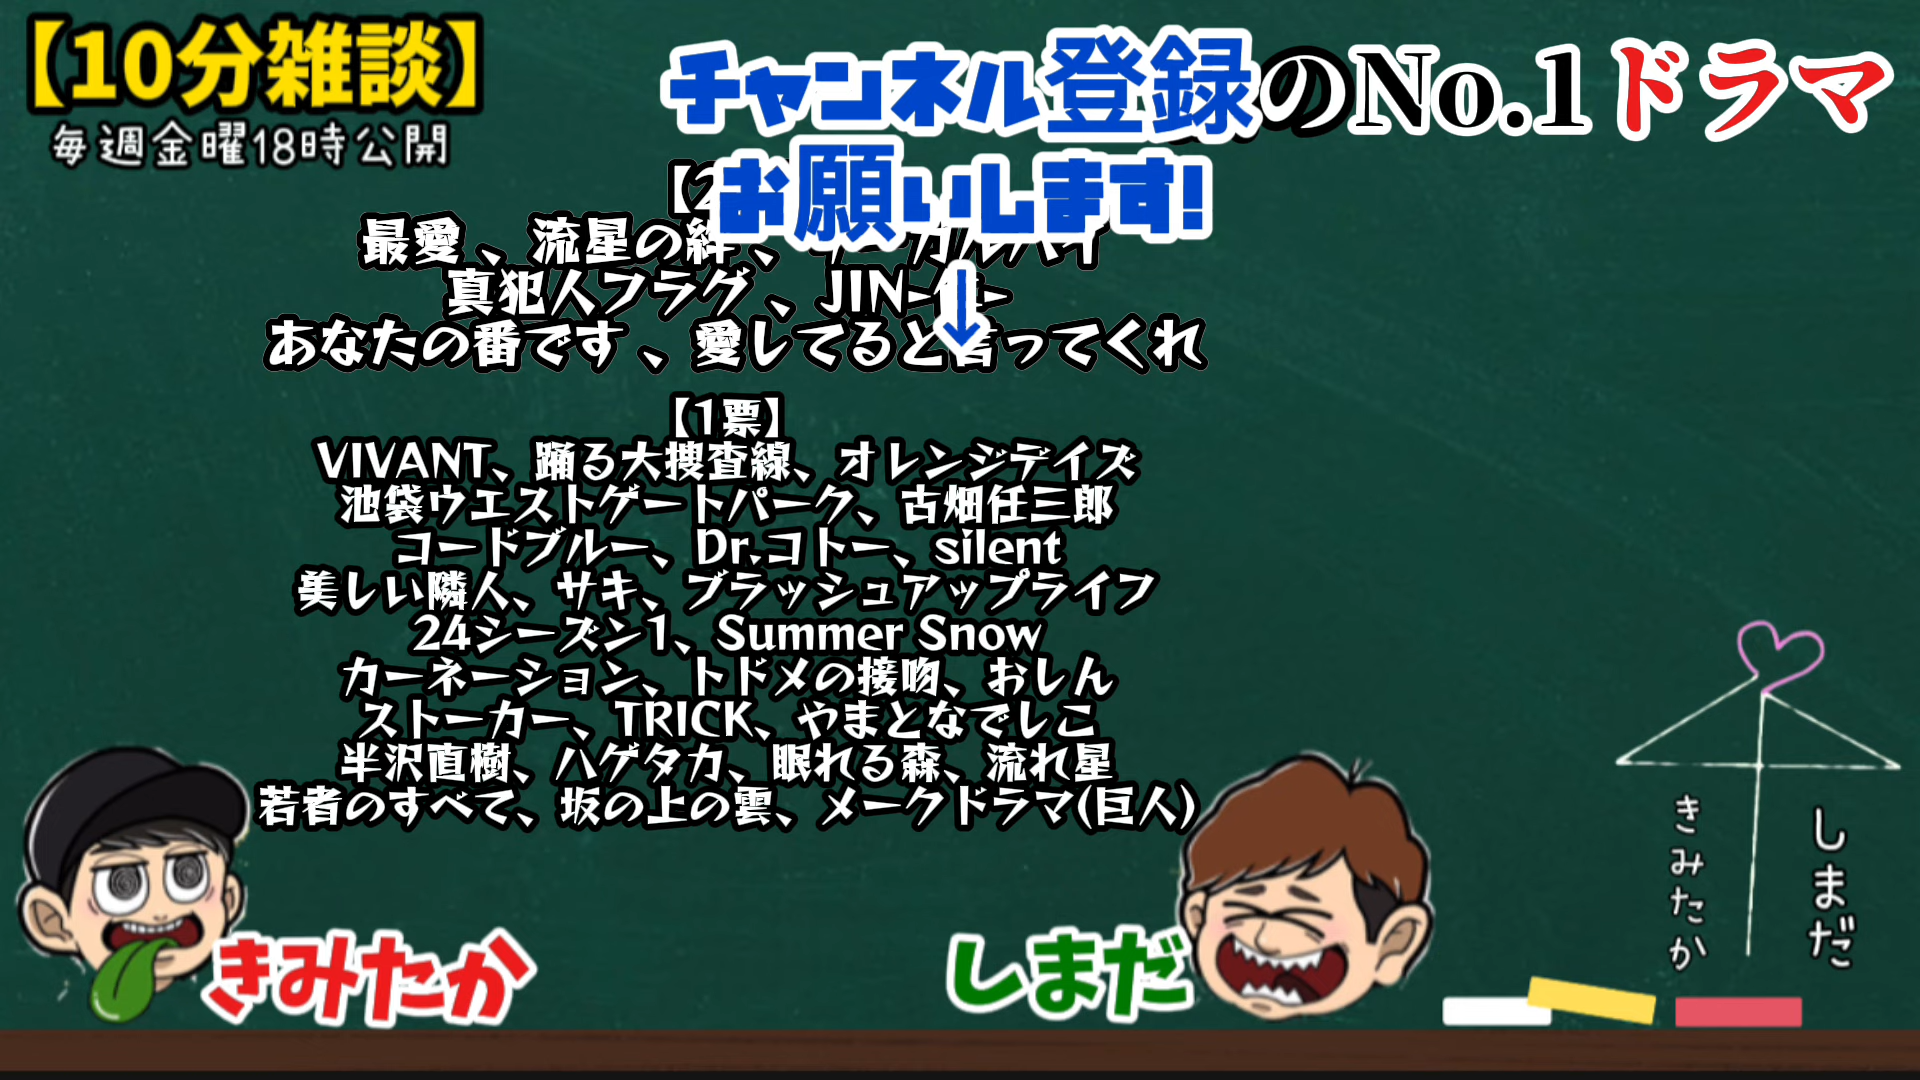 【10分雑談】
毎週金曜18時公開
チャンネル登録のNo.1ドラマ
お願いします!
↓
【2
最愛、流星の絆、
真犯人フラグ、JIN-
あなたの番です、愛してると言ってくれ
【1票】
VIVANT、踊る大捜査線、オレンジデイズ
池袋ウエストゲートパーク、古畑任三郎
コードブルー、Dr.コトー、silent
美しい隣人、サキ、ブラッシュアップライフ
24シーズン1、Summer Snow
カーネーション、トドメの接吻、おしん
ストーカー、TRICK、やまとなでしこ
半沢直樹、ハゲタカ、眠れる森、流れ星
若者のすべて、坂の上の雲、メークドラマ(巨人)
きみたか
しまだ
きみたか
しまだ